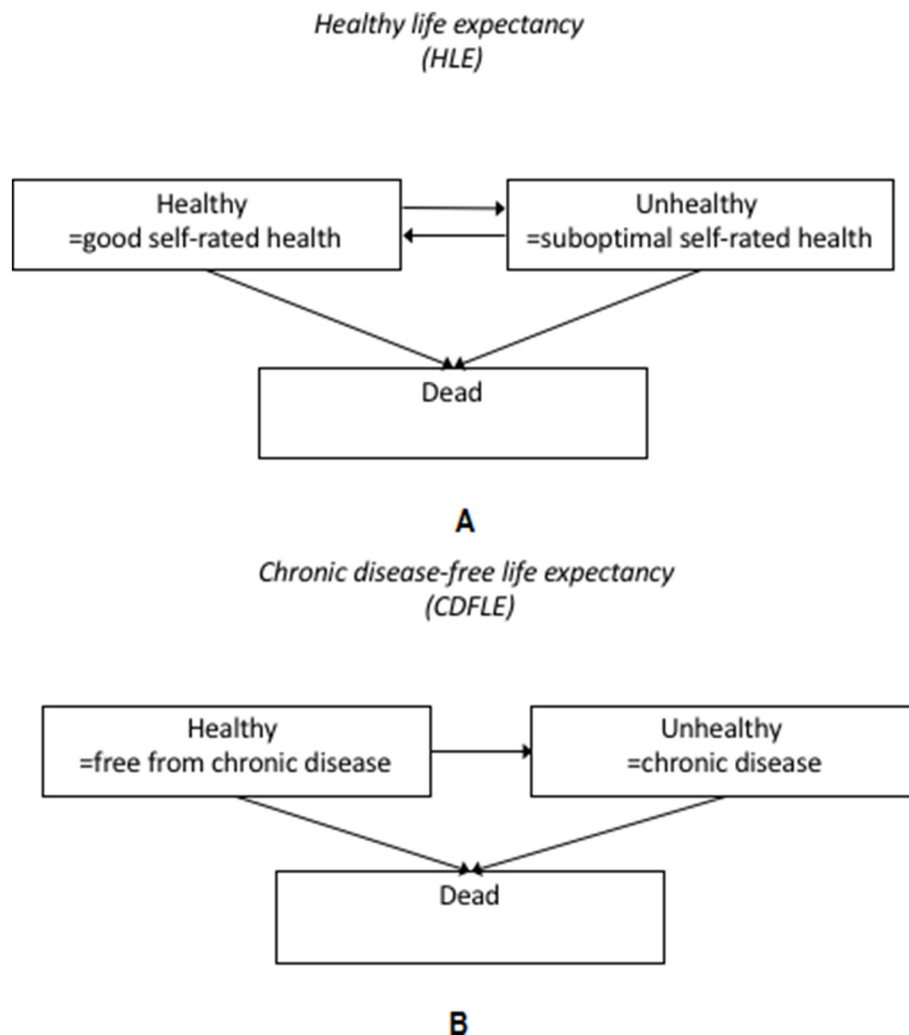 Healthy life expectancy
(HLE)
Healthy
=good self-rated health
Unhealthy
=suboptimal self-rated health
Dead
A
Chronic disease-free life expectancy
(CDFLE)
Healthy
=free from chronic disease
Unhealthy
=chronic disease
Dead
B